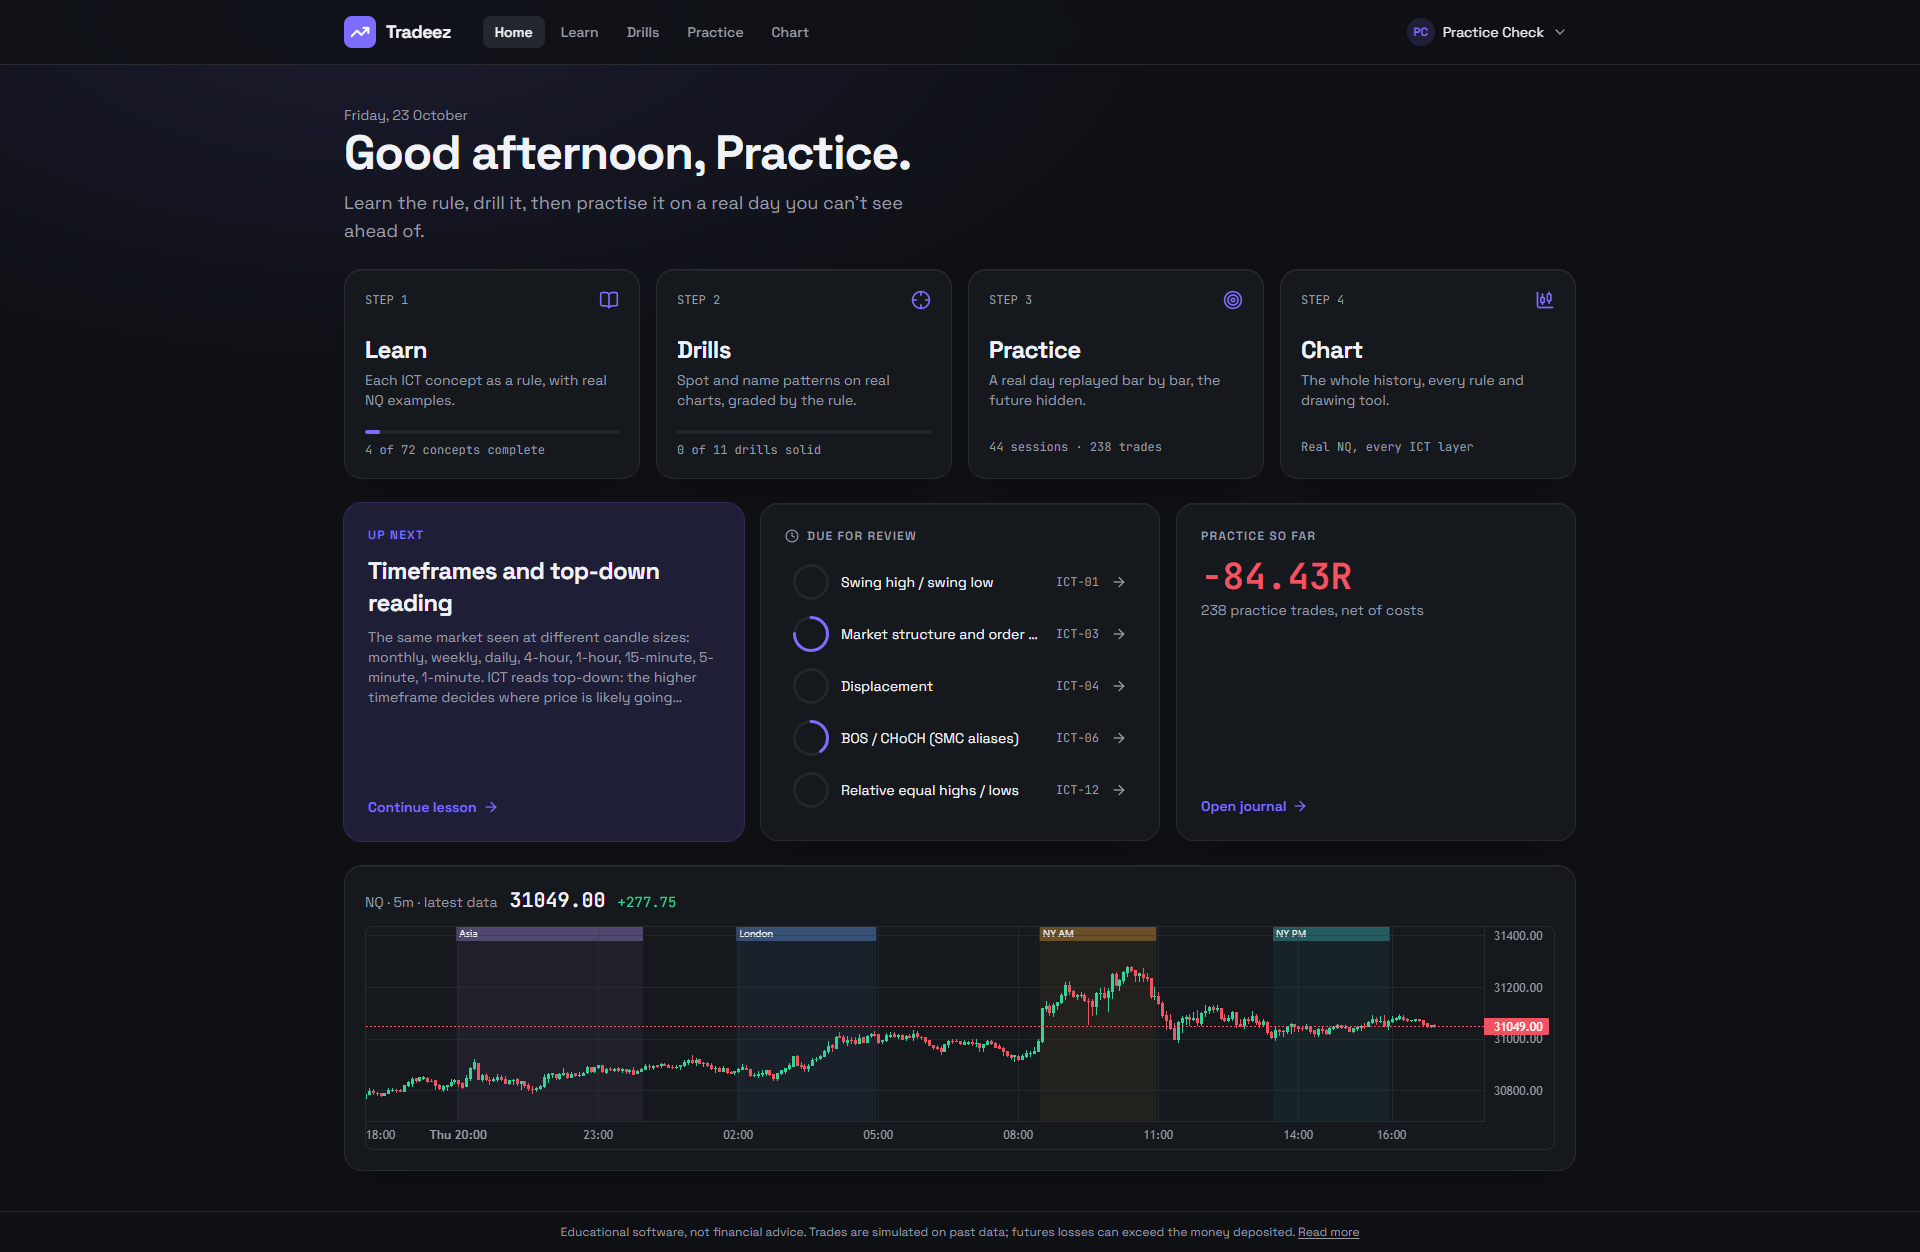 Tradeez
Home
Learn
Drills
Practice
Chart
PC
Practice Check
Friday, 23 October
Good afternoon, Practice.
Learn the rule, drill it, then practise it on a real day you can't see
ahead of.
STEP 1
Learn
Each ICT concept as a rule, with real
NQ examples.
4 of 72 concepts complete
STEP 2
Drills
Spot and name patterns on real
charts, graded by the rule.
0 of 11 drills solid
STEP 3
Practice
A real day replayed bar by bar, the
future hidden.
44 sessions · 238 trades
STEP 4
Chart
The whole history, every rule and
drawing tool.
Real NQ, every ICT layer
UP NEXT
Timeframes and top-down
reading
The same market seen at different candle sizes:
monthly, weekly, daily, 4-hour, 1-hour, 15-minute, 5-
minute, 1-minute. ICT reads top-down: the higher
timeframe decides where price is likely going…
Continue lesson
DUE FOR REVIEW
Swing high / swing low ICT-01
Market structure and order … ICT-03
Displacement ICT-04
BOS / CHoCH (SMC aliases) ICT-06
Relative equal highs / lows ICT-12
PRACTICE SO FAR
-84.43R
238 practice trades, net of costs
Open journal
NQ · 5m · latest data 31049.00 +277.75
Asia
London
NY AM
NY PM
31400.00
31200.00
31049.00
31000.00
30800.00
18:00
Thu 20:00
23:00
02:00
05:00
08:00
11:00
14:00
16:00
Educational software, not financial advice. Trades are simulated on past data; futures losses can exceed the money deposited. Read more